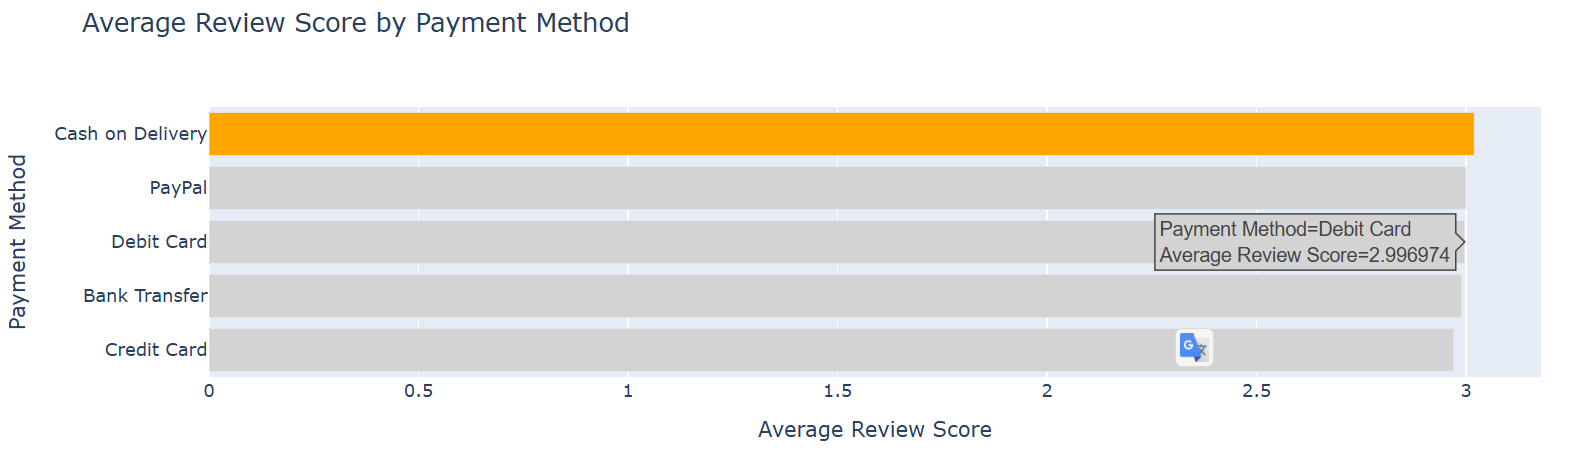 Average Review Score by Payment Method
Payment Method
Cash on Delivery
PayPal
Debit Card
Bank Transfer
Credit Card
Payment Method=Debit Card
Average Review Score=2.996974
G 文
0 0.5 1 1.5 2 2.5 3
Average Review Score